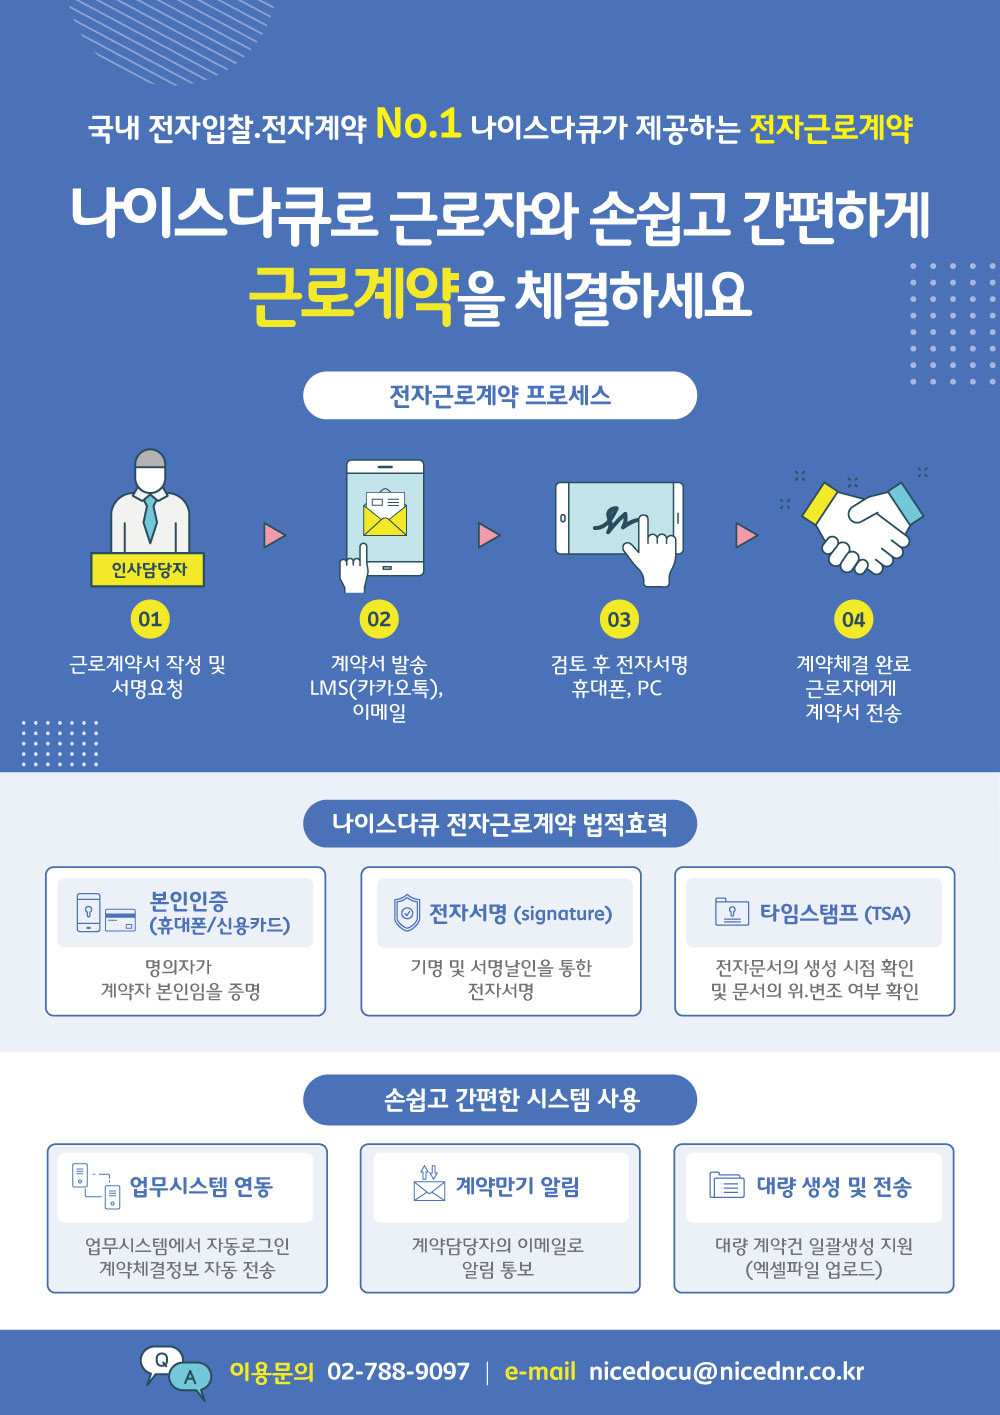 국내 전자입찰.전자계약 No.1 나이스다큐가 제공하는 전자근로계약
나이스다큐로 근로자와 손쉽고 간편하게
근로계약을 체결하세요
전자근로계약 프로세스
인사담당자
01
근로계약서 작성 및
서명요청
02
계약서 발송
LMS(카카오톡),
이메일
03
검토 후 전자서명
휴대폰, PC
04
계약체결 완료
근로자에게
계약서 전송
나이스다큐 전자근로계약 법적효력
본인인증
(휴대폰/신용카드)
명의자가
계약자 본인임을 증명
전자서명 (signature)
기명 및 서명날인을 통한
전자서명
타임스탬프 (TSA)
전자문서의 생성 시점 확인
및 문서의 위.변조 여부 확인
손쉽고 간편한 시스템 사용
업무시스템 연동
업무시스템에서 자동로그인
계약체결정보 자동 전송
계약만기 알림
계약담당자의 이메일로
알림 통보
대량 생성 및 전송
대량 계약건 일괄생성 지원
(엑셀파일 업로드)
Q
A
이용문의 02-788-9097 | e-mail nicedocu@nicednr.co.kr